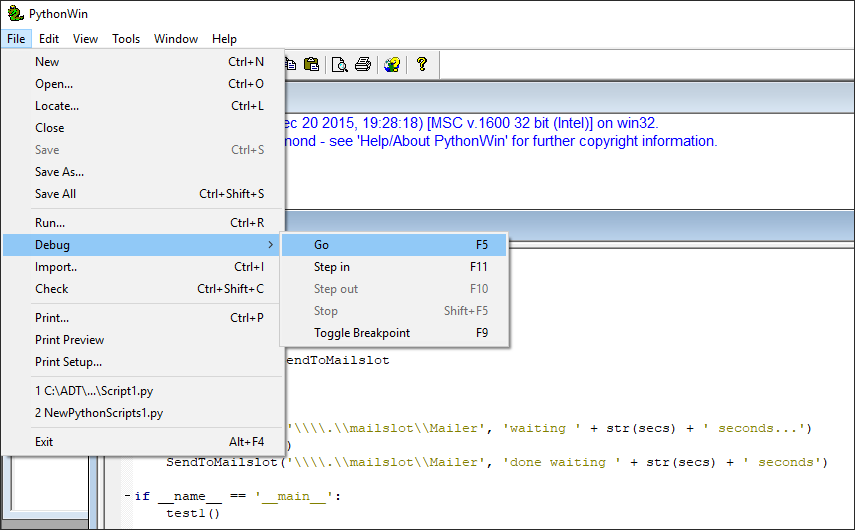 PythonWin
File Edit View Tools Window Help
New Ctrl+N
Open... Ctrl+O
Locate... Ctrl+L
Close
Save Ctrl+S
Save As...
Save All Ctrl+Shift+S
Run... Ctrl+R
Debug >
Import.. Ctrl+I
Check Ctrl+Shift+C
Print... Ctrl+P
Print Preview
Print Setup...
1 C:\ADT\...\Script1.py
2 NewPythonScripts1.py
Exit Alt+F4
Go F5
Step in F11
Step out F10
Stop Shift+F5
Toggle Breakpoint F9
20 2015, 19:28:18) [MSC v.1600 32 bit (Intel)] on win32.
- see 'Help/About PythonWin' for further copyright information.
endToMailslot
'\\\\.\\mailslot\\Mailer', 'waiting ' + str(secs) + ' seconds...')
)
SendToMailslot('\\\\.\\mailslot\\Mailer', 'done waiting ' + str(secs) + ' seconds')
if __name__ == '__main__':
test1()